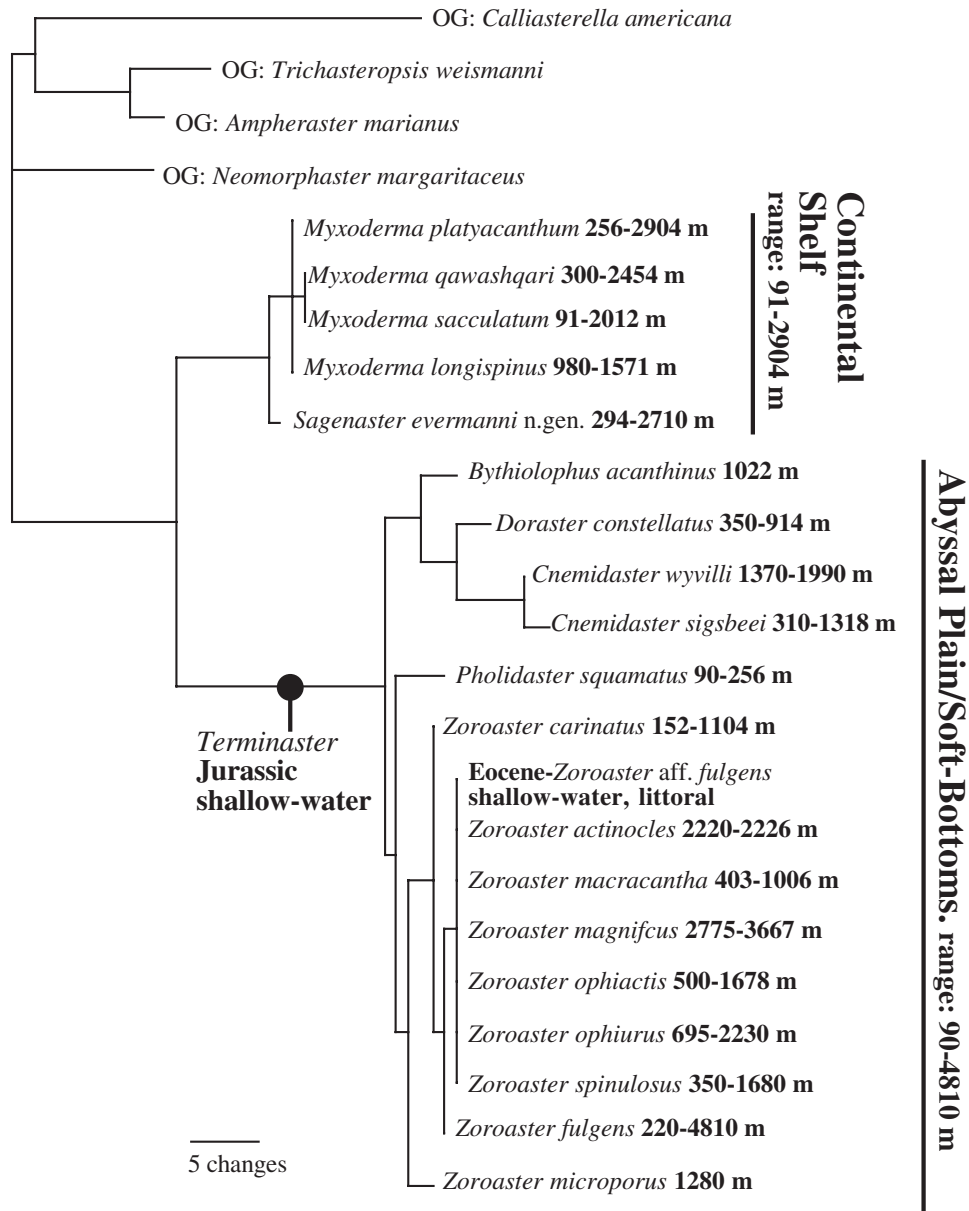 OG: Calliasterella americana
OG: Trichasteropsis weismanni
OG: Ampheraster marianus
OG: Neomorphaster margaritaceus
Myxoderma platyacanthum 256-2904 m
Myxoderma qawashqari 300-2454 m
Myxoderma sacculatum 91-2012 m
Myxoderma longispinus 980-1571 m
Sagenaster evermanni n.gen. 294-2710 m
Continental
Shelf
range: 91-2904 m
Bythiolophus acanthinus 1022 m
Doraster constellatus 350-914 m
Cnemidaster wyvilli 1370-1990 m
Cnemidaster sigsbeei 310-1318 m
Pholidaster squamatus 90-256 m
Zoroaster carinatus 152-1104 m
Eocene-Zoroaster aff. fulgens
shallow-water, littoral
Zoroaster actinocles 2220-2226 m
Zoroaster macracantha 403-1006 m
Zoroaster magnifcus 2775-3667 m
Zoroaster ophiactis 500-1678 m
Zoroaster ophiurus 695-2230 m
Zoroaster spinulosus 350-1680 m
Zoroaster fulgens 220-4810 m
Zoroaster microporus 1280 m
Abyssal Plain/Soft-Bottoms. range: 90-4810 m
Terminaster
Jurassic
shallow-water
5 changes